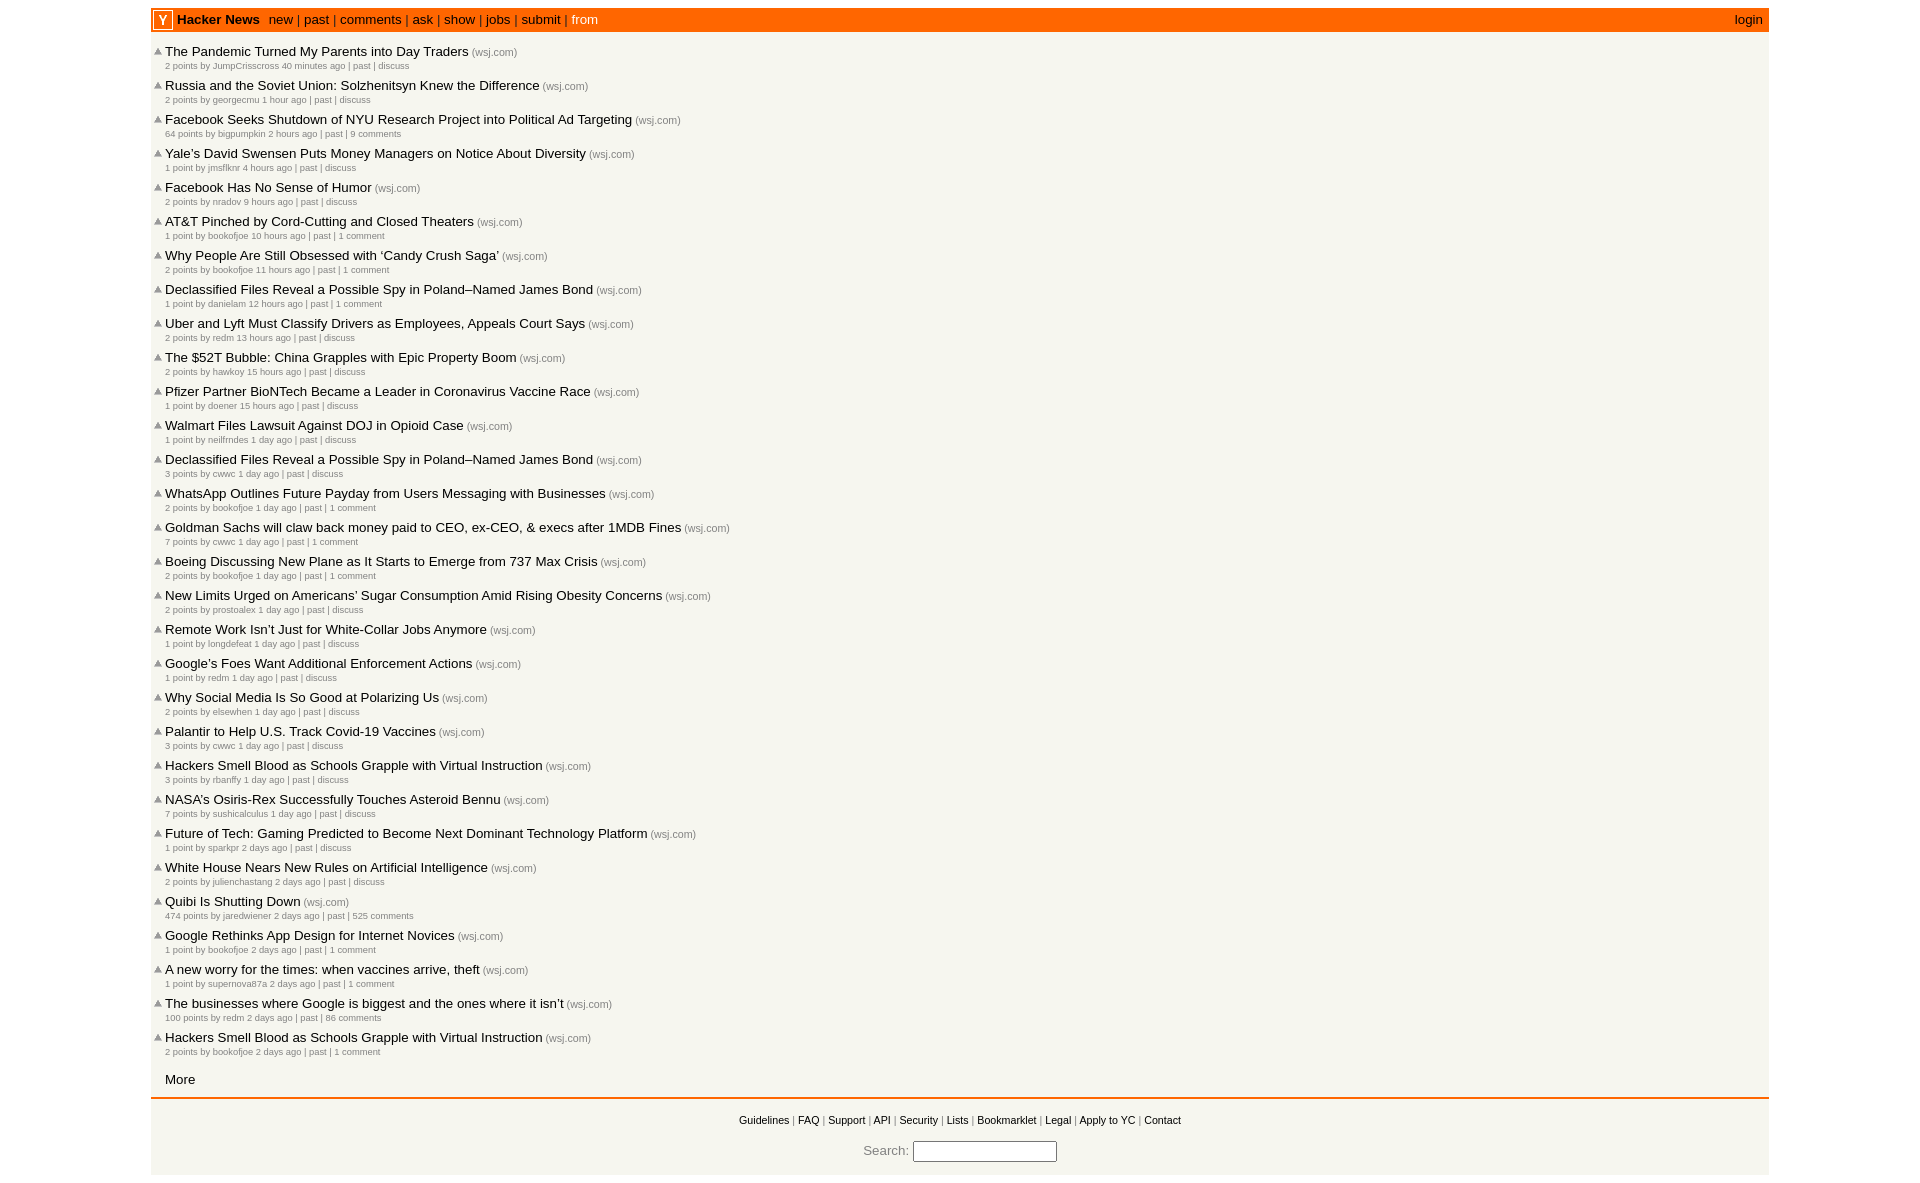 Y Hacker News new | past | comments | ask | show | jobs | submit | from login
The Pandemic Turned My Parents into Day Traders (wsj.com)
2 points by JumpCrisscross 40 minutes ago | past | discuss
Russia and the Soviet Union: Solzhenitsyn Knew the Difference (wsj.com)
2 points by georgecmu 1 hour ago | past | discuss
Facebook Seeks Shutdown of NYU Research Project into Political Ad Targeting (wsj.com)
64 points by bigpumpkin 2 hours ago | past | 9 comments
Yale’s David Swensen Puts Money Managers on Notice About Diversity (wsj.com)
1 point by jmsflknr 4 hours ago | past | discuss
Facebook Has No Sense of Humor (wsj.com)
2 points by nradov 9 hours ago | past | discuss
AT&T Pinched by Cord-Cutting and Closed Theaters (wsj.com)
1 point by bookofjoe 10 hours ago | past | 1 comment
Why People Are Still Obsessed with ‘Candy Crush Saga’ (wsj.com)
2 points by bookofjoe 11 hours ago | past | 1 comment
Declassified Files Reveal a Possible Spy in Poland–Named James Bond (wsj.com)
1 point by danielam 12 hours ago | past | 1 comment
Uber and Lyft Must Classify Drivers as Employees, Appeals Court Says (wsj.com)
2 points by redm 13 hours ago | past | discuss
The $52T Bubble: China Grapples with Epic Property Boom (wsj.com)
2 points by hawkoy 15 hours ago | past | discuss
Pfizer Partner BioNTech Became a Leader in Coronavirus Vaccine Race (wsj.com)
1 point by doener 15 hours ago | past | discuss
Walmart Files Lawsuit Against DOJ in Opioid Case (wsj.com)
1 point by neilfrndes 1 day ago | past | discuss
Declassified Files Reveal a Possible Spy in Poland–Named James Bond (wsj.com)
3 points by cwwc 1 day ago | past | discuss
WhatsApp Outlines Future Payday from Users Messaging with Businesses (wsj.com)
2 points by bookofjoe 1 day ago | past | 1 comment
Goldman Sachs will claw back money paid to CEO, ex-CEO, & execs after 1MDB Fines (wsj.com)
7 points by cwwc 1 day ago | past | 1 comment
Boeing Discussing New Plane as It Starts to Emerge from 737 Max Crisis (wsj.com)
2 points by bookofjoe 1 day ago | past | 1 comment
New Limits Urged on Americans’ Sugar Consumption Amid Rising Obesity Concerns (wsj.com)
2 points by prostoalex 1 day ago | past | discuss
Remote Work Isn’t Just for White-Collar Jobs Anymore (wsj.com)
1 point by longdefeat 1 day ago | past | discuss
Google’s Foes Want Additional Enforcement Actions (wsj.com)
1 point by redm 1 day ago | past | discuss
Why Social Media Is So Good at Polarizing Us (wsj.com)
2 points by elsewhen 1 day ago | past | discuss
Palantir to Help U.S. Track Covid-19 Vaccines (wsj.com)
3 points by cwwc 1 day ago | past | discuss
Hackers Smell Blood as Schools Grapple with Virtual Instruction (wsj.com)
3 points by rbanffy 1 day ago | past | discuss
NASA’s Osiris-Rex Successfully Touches Asteroid Bennu (wsj.com)
7 points by sushicalculus 1 day ago | past | discuss
Future of Tech: Gaming Predicted to Become Next Dominant Technology Platform (wsj.com)
1 point by sparkpr 2 days ago | past | discuss
White House Nears New Rules on Artificial Intelligence (wsj.com)
2 points by julienchastang 2 days ago | past | discuss
Quibi Is Shutting Down (wsj.com)
474 points by jaredwiener 2 days ago | past | 525 comments
Google Rethinks App Design for Internet Novices (wsj.com)
1 point by bookofjoe 2 days ago | past | 1 comment
A new worry for the times: when vaccines arrive, theft (wsj.com)
1 point by supernova87a 2 days ago | past | 1 comment
The businesses where Google is biggest and the ones where it isn’t (wsj.com)
100 points by redm 2 days ago | past | 86 comments
Hackers Smell Blood as Schools Grapple with Virtual Instruction (wsj.com)
2 points by bookofjoe 2 days ago | past | 1 comment
More
Guidelines | FAQ | Support | API | Security | Lists | Bookmarklet | Legal | Apply to YC | Contact
Search: